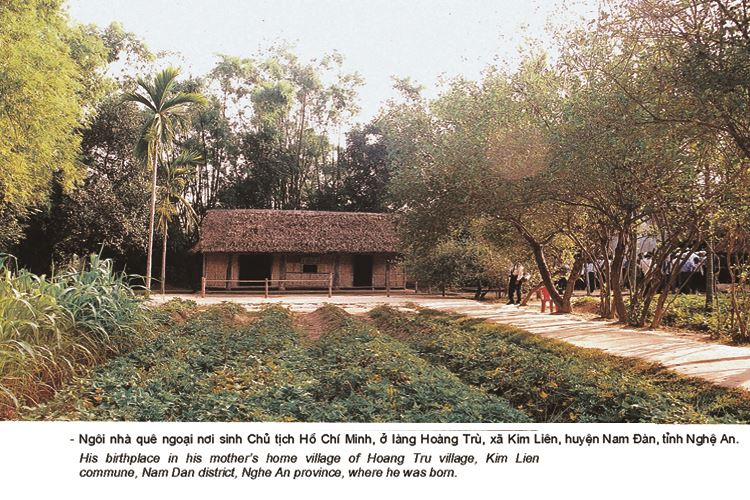 - Ngôi nhà quê ngoại nơi sinh Chủ tịch Hồ Chí Minh, ở làng Hoàng Trù, xã Kim Liên, huyện Nam Đàn, tỉnh Nghệ An.
His birthplace in his mother's home village of Hoang Tru village, Kim Lien
commune, Nam Dan district, Nghe An province, where he was born.